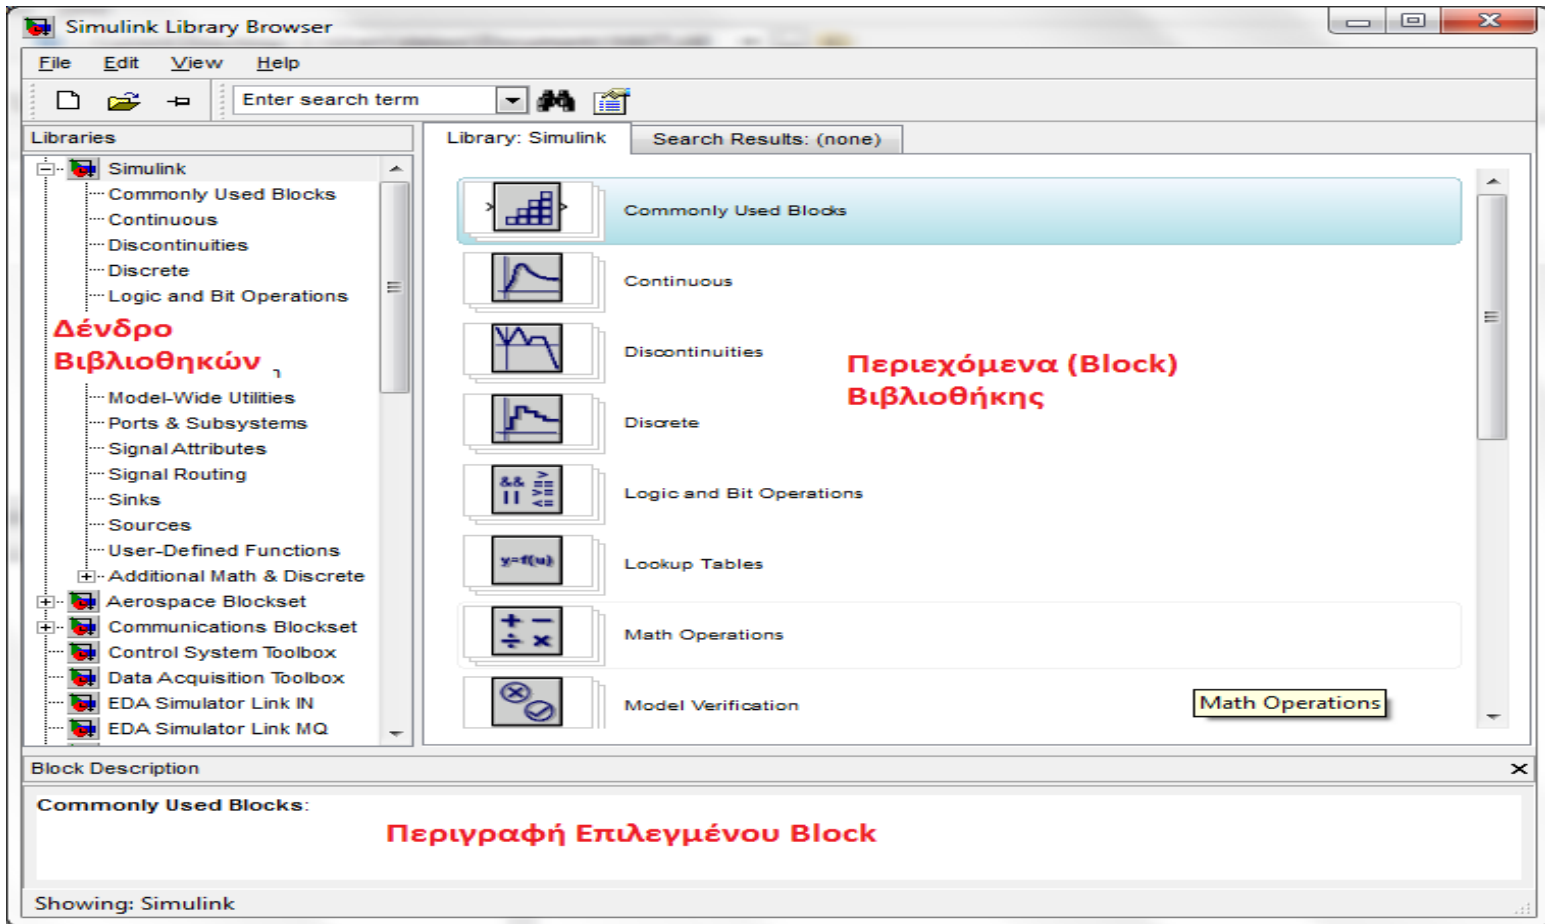 Simulink Library Browser
File Edit View Help
Enter search term
Libraries
Simulink
Commonly Used Blocks
Continuous
Discontinuities
Discrete
Logic and Bit Operations
Δένδρο
Βιβλιοθηκών
Model-Wide Utilities
Ports & Subsystems
Signal Attributes
Signal Routing
Sinks
Sources
User-Defined Functions
Additional Math & Discrete
Aerospace Blockset
Communications Blockset
Control System Toolbox
Data Acquisition Toolbox
EDA Simulator Link IN
EDA Simulator Link MQ
Library: Simulink Search Results: (none)
Commonly Used Blocks
Continuous
Discontinuities
Περιεχόμενα (Block)
Βιβλιοθήκης
Discrete
&& > ==
|| >= <=
Logic and Bit Operations
y=f(u)
Lookup Tables
+ −
÷ ×
Math Operations
Model Verification
Math Operations
Block Description
Commonly Used Blocks:
Περιγραφή Επιλεγμένου Block
Showing: Simulink